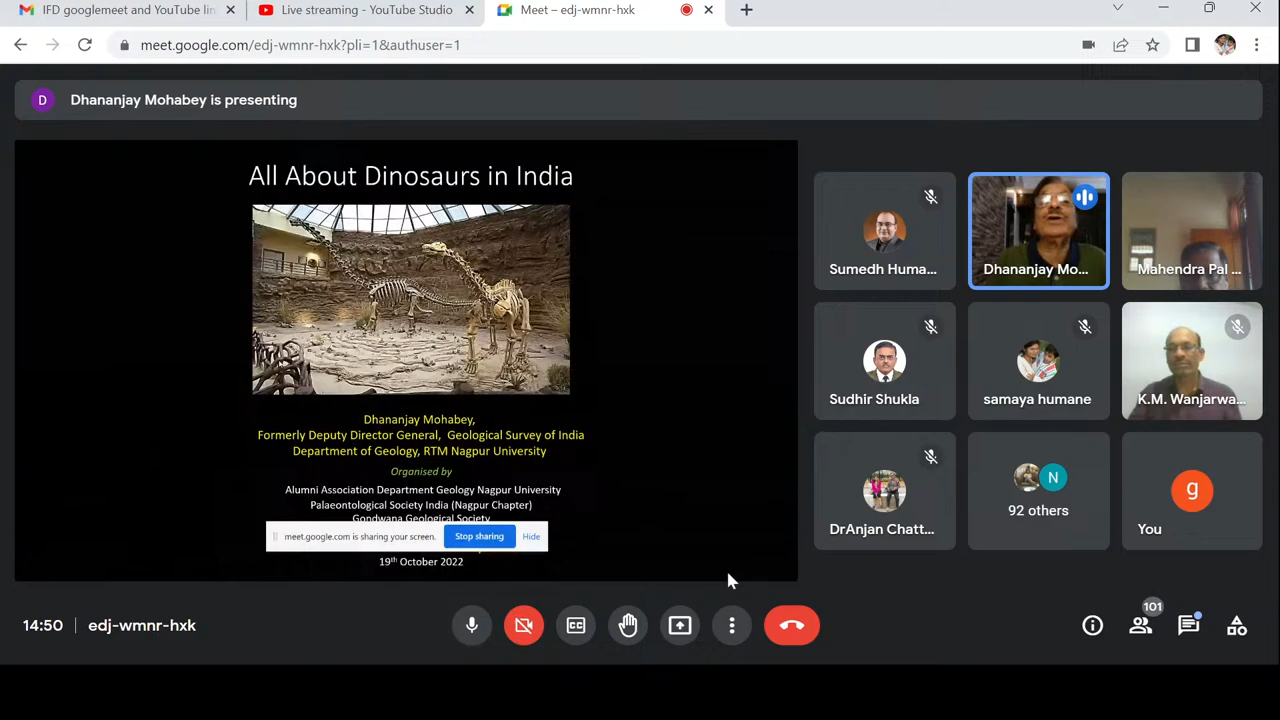 IFD googlemeet and YouTube lin
Live streaming - YouTube Studio
Meet – edj-wmnr-hxk
meet.google.com/edj-wmnr-hxk?pli=1&authuser=1
D
Dhananjay Mohabey is presenting
All About Dinosaurs in India
Dhananjay Mohabey,
Formerly Deputy Director General, Geological Survey of India
Department of Geology, RTM Nagpur University
Organised by
Alumni Association Department Geology Nagpur University
Palaeontological Society India (Nagpur Chapter)
Gondwana Geological Society
meet.google.com is sharing your screen.
Stop sharing
Hide
19th October 2022
Sumedh Huma...
Dhananjay Mo...
Mahendra Pal ...
Sudhir Shukla
samaya humane
K.M. Wanjarwa...
DrAnjan Chatt...
N
92 others
g
You
14:50
edj-wmnr-hxk
101